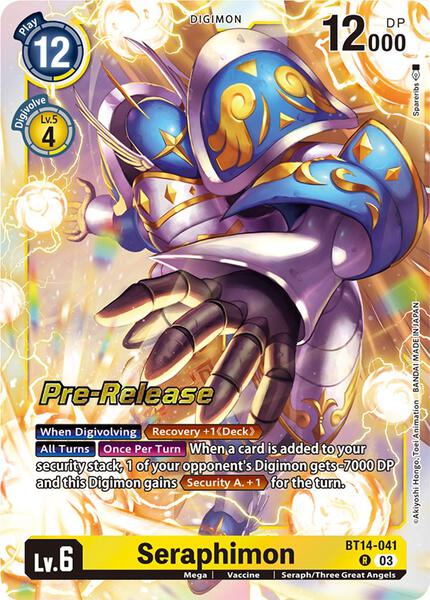 DIGIMON
Play
12
12000 DP
Digivolve
Lv.5
4
Spareribs
Pre-Release
When Digivolving Recovery +1《Deck》
All Turns Once Per Turn When a card is added to your
security stack, 1 of your opponent's Digimon gets -7000 DP
and this Digimon gains Security A. +1 for the turn.
©Akiyoshi Hongo, Toei Animation BANDAI MADE IN JAPAN
Lv.6
Seraphimon
BT14-041
R 03
Mega | Vaccine | Seraph/Three Great Angels